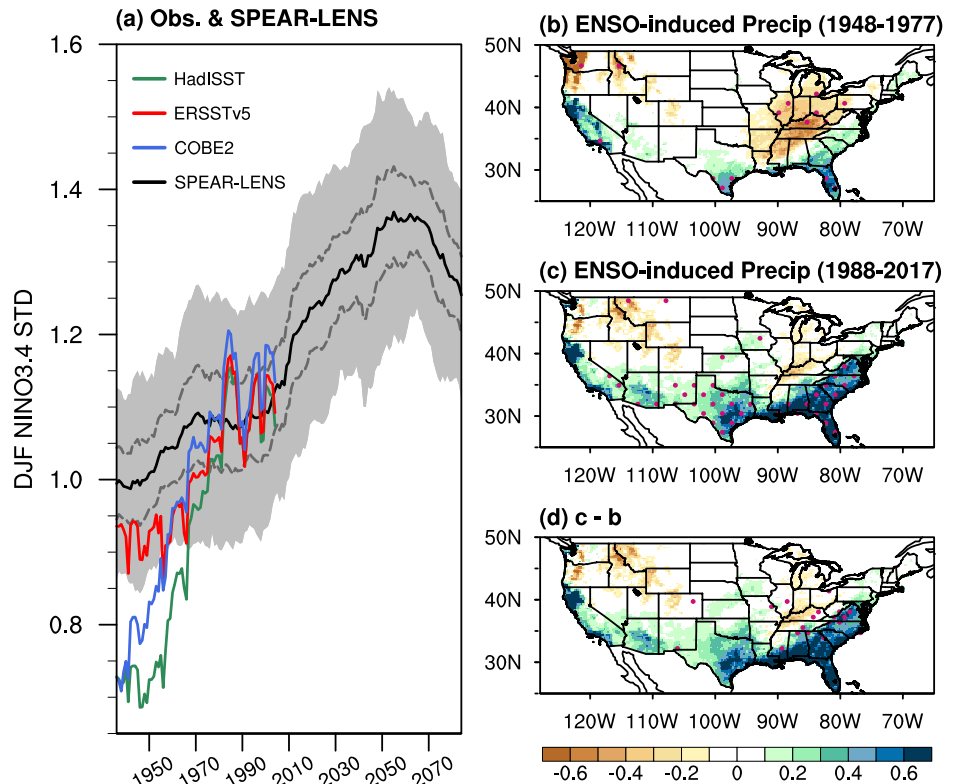 (a) Obs. & SPEAR-LENS
1.6
1.4
1.2
1.0
0.8
DJF NINO3.4 STD
HadISST
ERSSTv5
COBE2
SPEAR-LENS
1950 1970 1990 2010 2030 2050 2070
(b) ENSO-induced Precip (1948-1977)
50N
40N
30N
120W 110W 100W 90W 80W 70W
(c) ENSO-induced Precip (1988-2017)
50N
40N
30N
120W 110W 100W 90W 80W 70W
(d) c - b
50N
40N
30N
120W 110W 100W 90W 80W 70W
-0.6 -0.4 -0.2 0 0.2 0.4 0.6